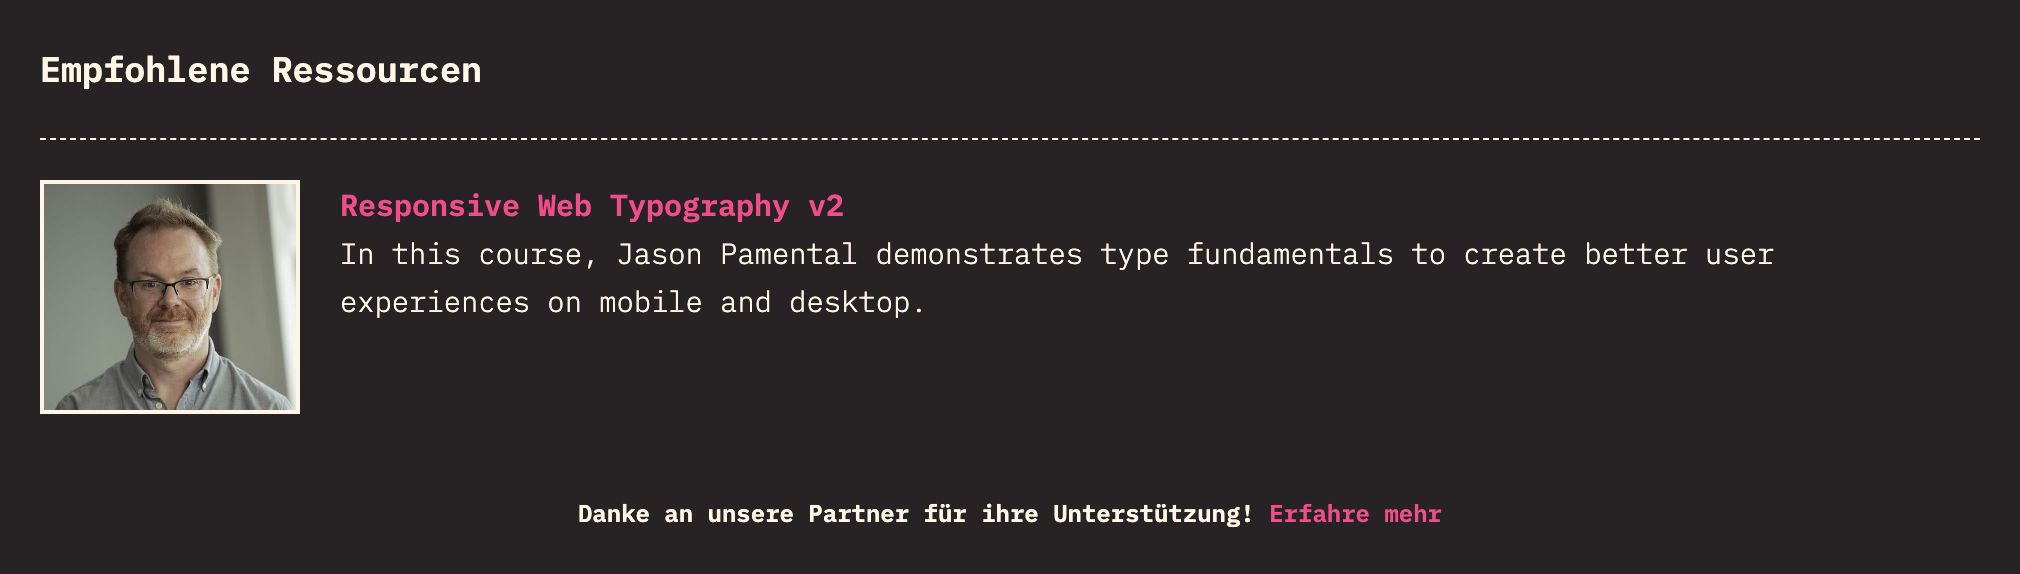 Empfohlene Ressourcen
Responsive Web Typography v2
In this course, Jason Pamental demonstrates type fundamentals to create better user
experiences on mobile and desktop.
Danke an unsere Partner für ihre Unterstützung! Erfahre mehr